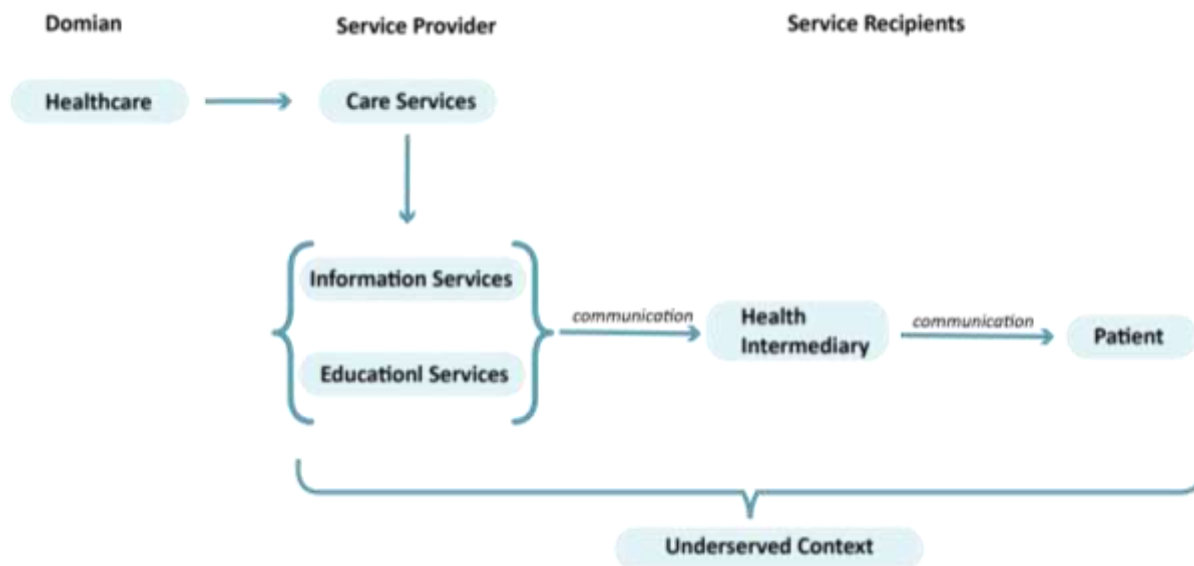 Domian
Service Provider
Service Recipients
Healthcare
Care Services
Information Services
Educationl Services
communication
Health
Intermediary
communication
Patient
Underserved Context